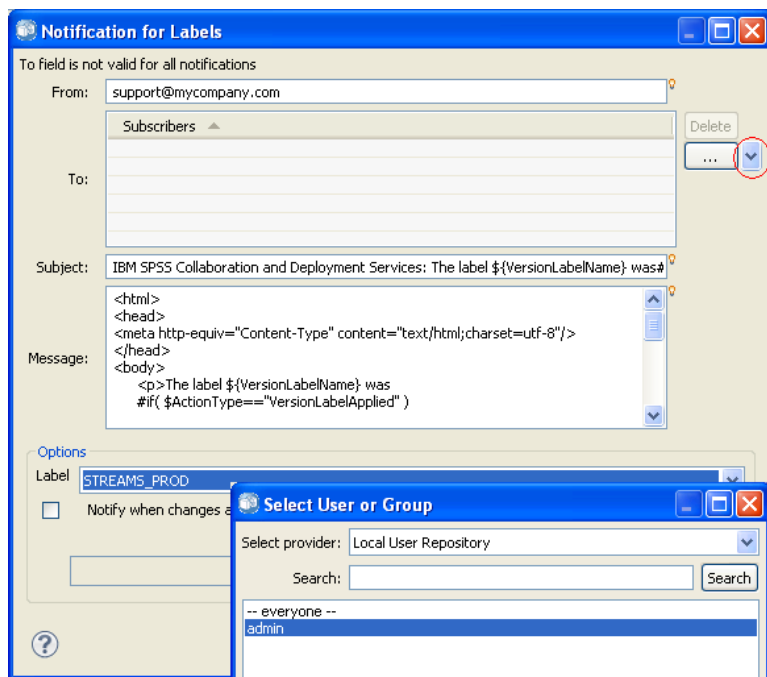 Notification for Labels
To field is not valid for all notifications
From: support@mycompany.com
Subscribers
Delete
...
To:
Subject: IBM SPSS Collaboration and Deployment Services: The label ${VersionLabelName} was#
Message:
<html>
<head>
<meta http-equiv="Content-Type" content="text/html;charset=utf-8"/>
</head>
<body>
<p>The label ${VersionLabelName} was
#if( $ActionType=="VersionLabelApplied" )
Options
Label STREAMS_PROD
Notify when changes a
Select User or Group
Select provider: Local User Repository
Search: Search
-- everyone --
admin
?